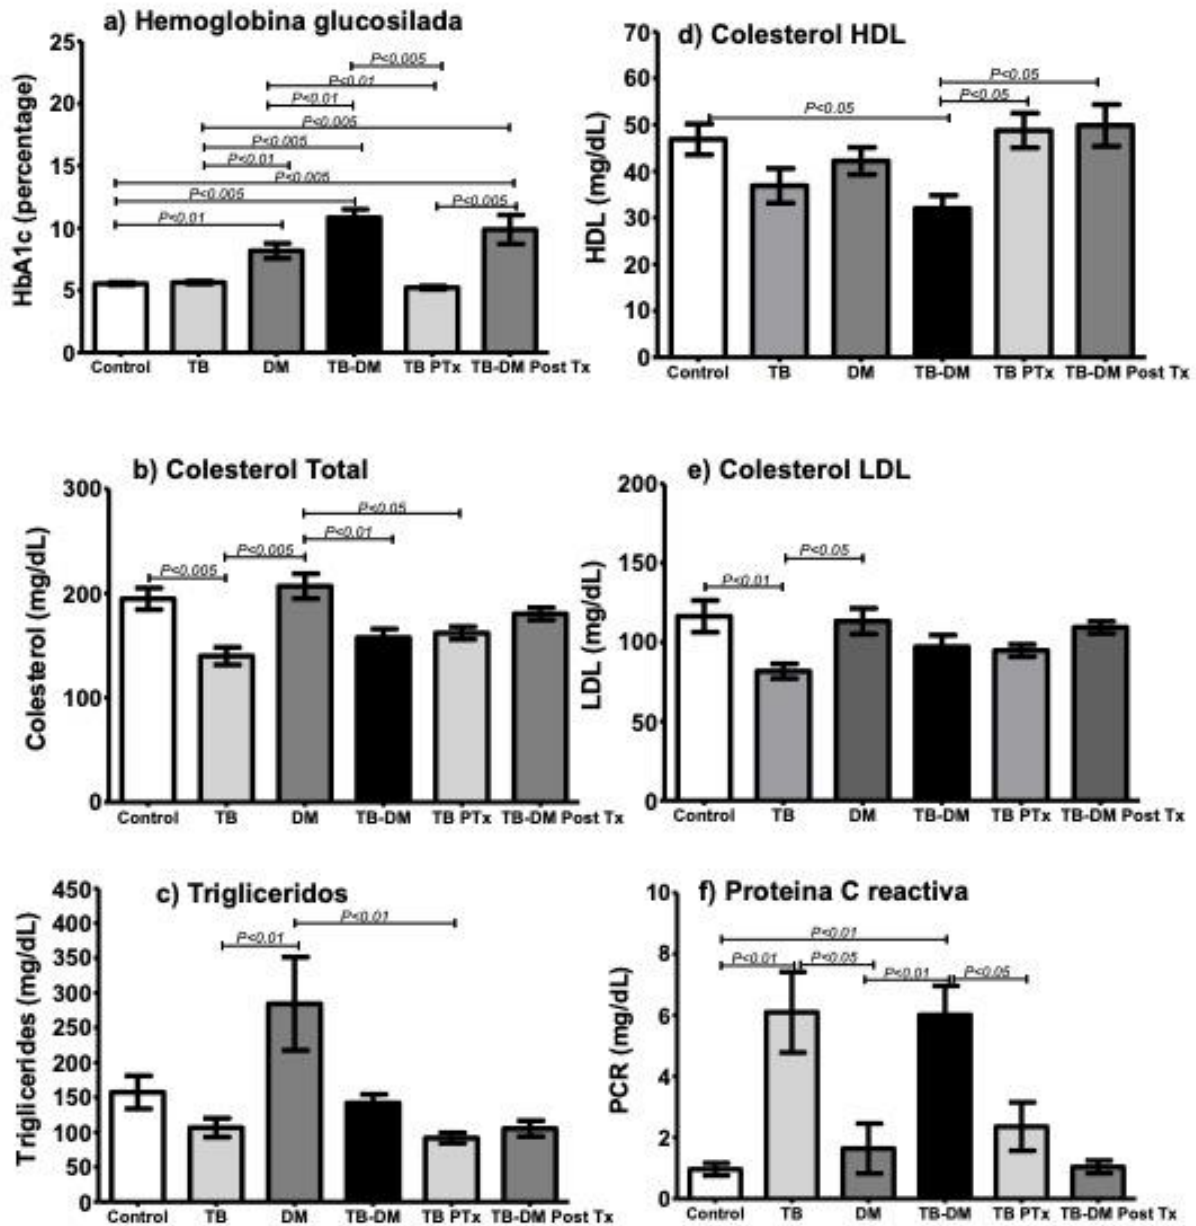 a) Hemoglobina glucosilada
HbA1c (percentage)
25
20
15
10
5
0
P<0.005
P<0.01
P<0.01
P<0.005
P<0.005
P<0.01
P<0.005
P<0.005
P<0.005
P<0.01
Control TB DM TB-DM TB PTx TB-DM Post Tx
d) Colesterol HDL
HDL (mg/dL)
70
60
50
40
30
20
10
0
P<0.05
P<0.05
P<0.05
Control TB DM TB-DM TB PTx TB-DM Post Tx
b) Colesterol Total
Colesterol (mg/dL)
300
200
100
0
P<0.05
P<0.01
P<0.005
P<0.005
Control TB DM TB-DM TB PTx TB-DM Post Tx
e) Colesterol LDL
LDL (mg/dL)
200
150
100
50
0
P<0.05
P<0.01
Control TB DM TB-DM TB PTx TB-DM Post Tx
c) Trigliceridos
Triglicerides (mg/dL)
450
400
350
300
250
200
150
100
50
0
P<0.01
P<0.01
Control TB DM TB-DM TB PTx TB-DM Post Tx
f) Proteina C reactiva
PCR (mg/dL)
10
8
6
4
2
0
P<0.01
P<0.01 P<0.05
P<0.01 P<0.05
Control TB DM TB-DM TB PTx TB-DM Post Tx